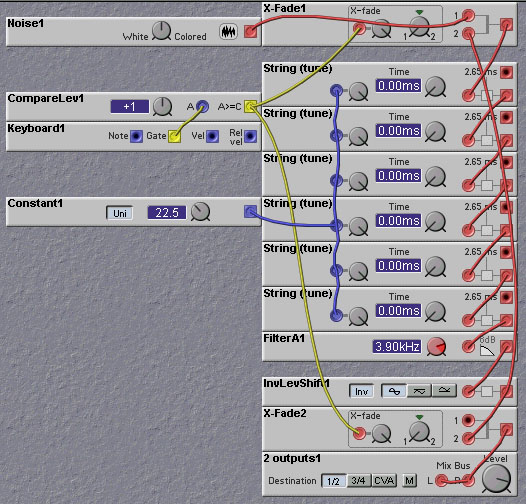 X-Fade1
Noise1
White
Colored
X-fade
1
2
1
2
String (tune)
Time
0.00ms
2.65 ms
CompareLev1
+1
A
A>=C
String (tune)
Time
0.00ms
2.65 ms
Keyboard1
Note
Gate
Vel
Rel vel
String (tune)
Time
0.00ms
2.65 ms
Constant1
Uni
22.5
String (tune)
Time
0.00ms
2.65 ms
String (tune)
Time
0.00ms
2.65 ms
String (tune)
Time
0.00ms
2.65 ms
FilterA1
3.90kHz
6dB
InvLevShift1
Inv
X-Fade2
X-fade
1
2
1
2
2 outputs1
Destination
1/2
3/4
CVA
M
Mix Bus
L
R
Level